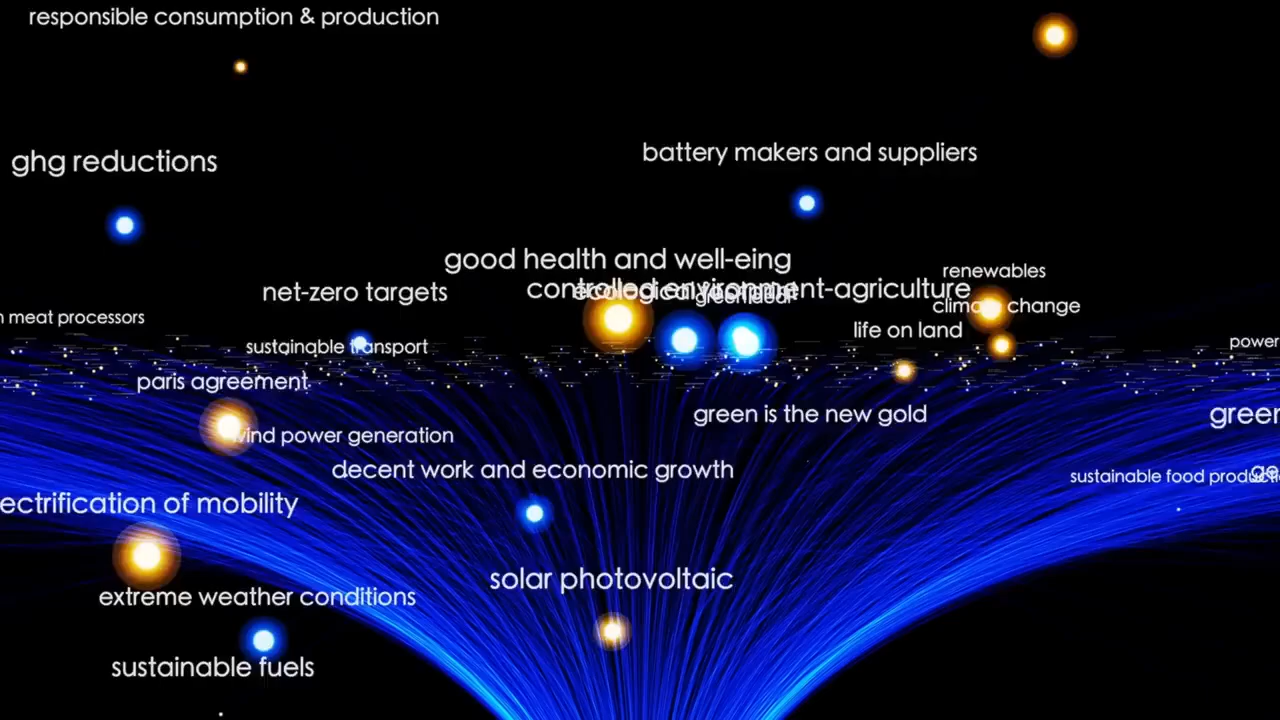 responsible consumption & production
battery makers and suppliers
ghg reductions
good health and well-eing
renewables
controlled environment-agriculture
net-zero targets
climate change
meat processors
life on land
power
sustainable transport
paris agreement
green is the new gold
green
wind power generation
decent work and economic growth
sustainable food
ectrification of mobility
solar photovoltaic
extreme weather conditions
sustainable fuels